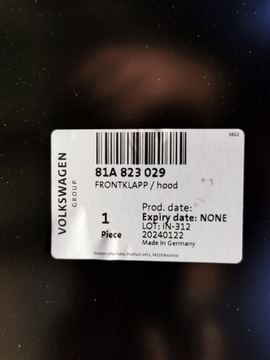 3821
VOLKSWAGEN
GROUP
81A 823 029
FRONTKLAPP / hood
1
Piece
Prod. date:
Expiry date: NONE
LOT: IN-312
20240122
Made In Germany